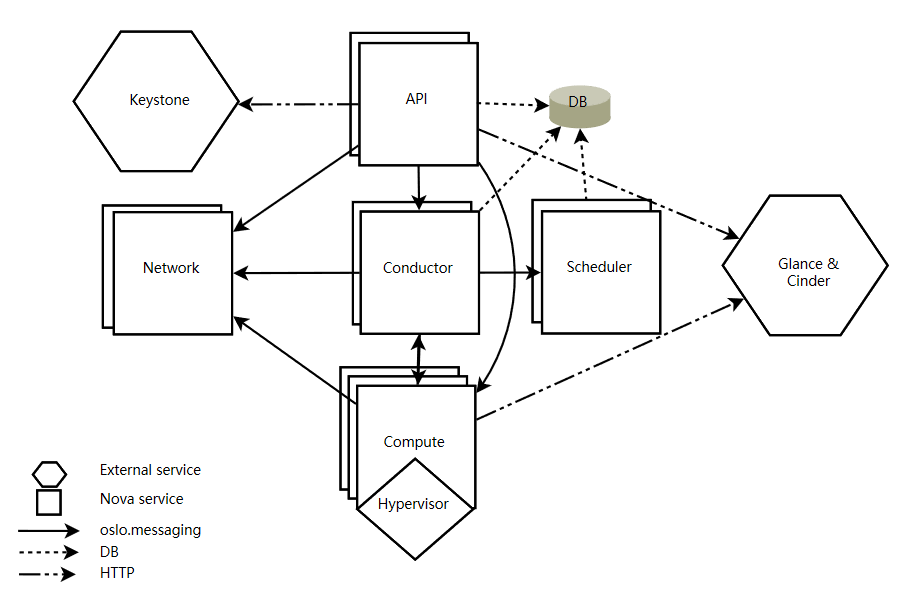 Keystone
API
DB
Network
Conductor
Scheduler
Glance &
Cinder
Compute
Hypervisor
External service
Nova service
oslo.messaging
DB
HTTP